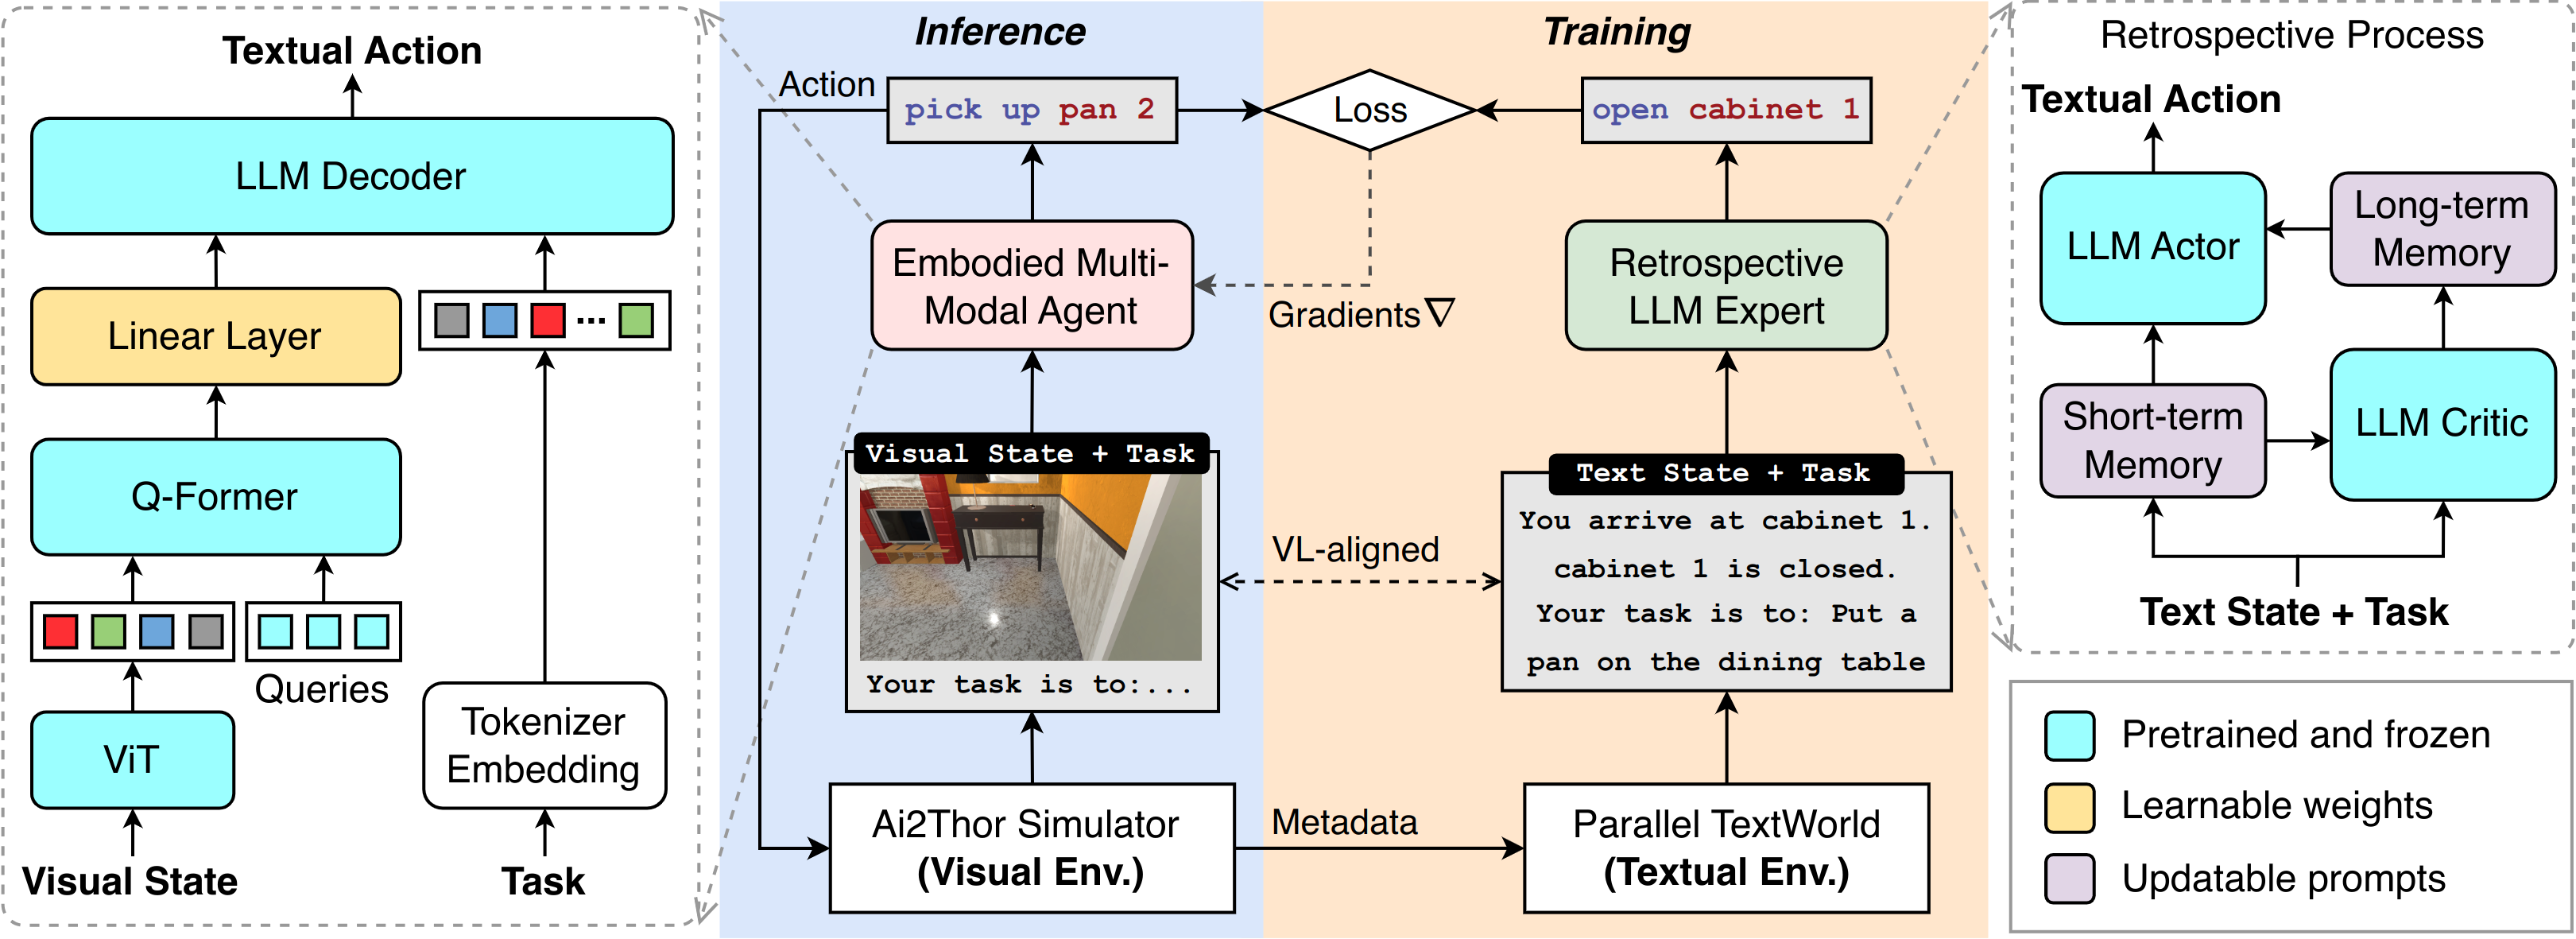 Textual Action
LLM Decoder
Linear Layer
...
Q-Former
Queries
ViT
Tokenizer
Embedding
Visual State
Task
Inference
Action
pick up pan 2
Embodied Multi-
Modal Agent
Visual State + Task
Your task is to:...
Ai2Thor Simulator
(Visual Env.)
Training
Loss
open cabinet 1
Gradients ∇
Retrospective
LLM Expert
VL-aligned
Text State + Task
You arrive at cabinet 1.
cabinet 1 is closed.
Your task is to: Put a
pan on the dining table
Metadata
Parallel TextWorld
(Textual Env.)
Retrospective Process
Textual Action
LLM Actor
Long-term
Memory
Short-term
Memory
LLM Critic
Text State + Task
Pretrained and frozen
Learnable weights
Updatable prompts